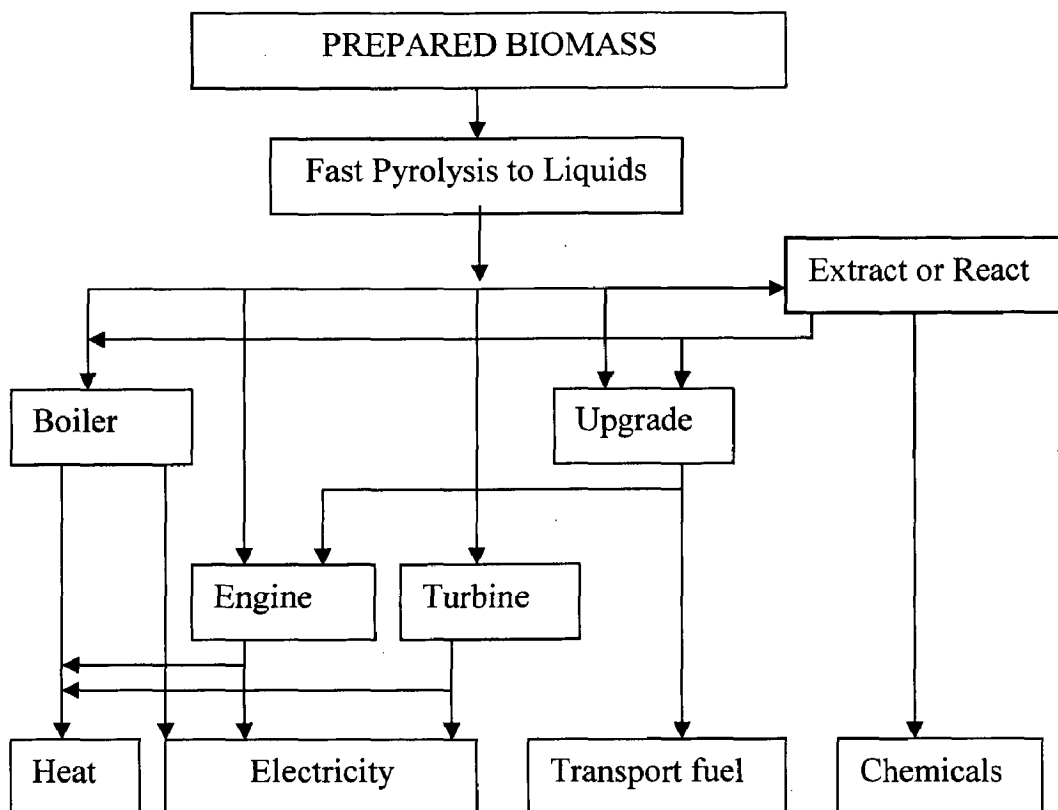 PREPARED BIOMASS
Fast Pyrolysis to Liquids
Extract or React
Boiler
Upgrade
Engine
Turbine
Heat
Electricity
Transport fuel
Chemicals